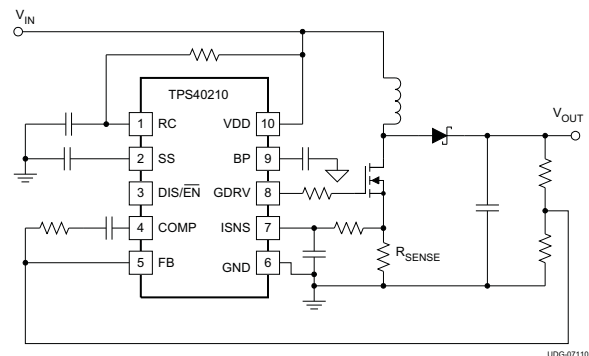 VIN
TPS40210
1 RC VDD 10
VOUT
2 SS BP 9
3 DIS/EN GDRV 8
4 COMP ISNS 7
RSENSE
5 FB GND 6
UDG-07110